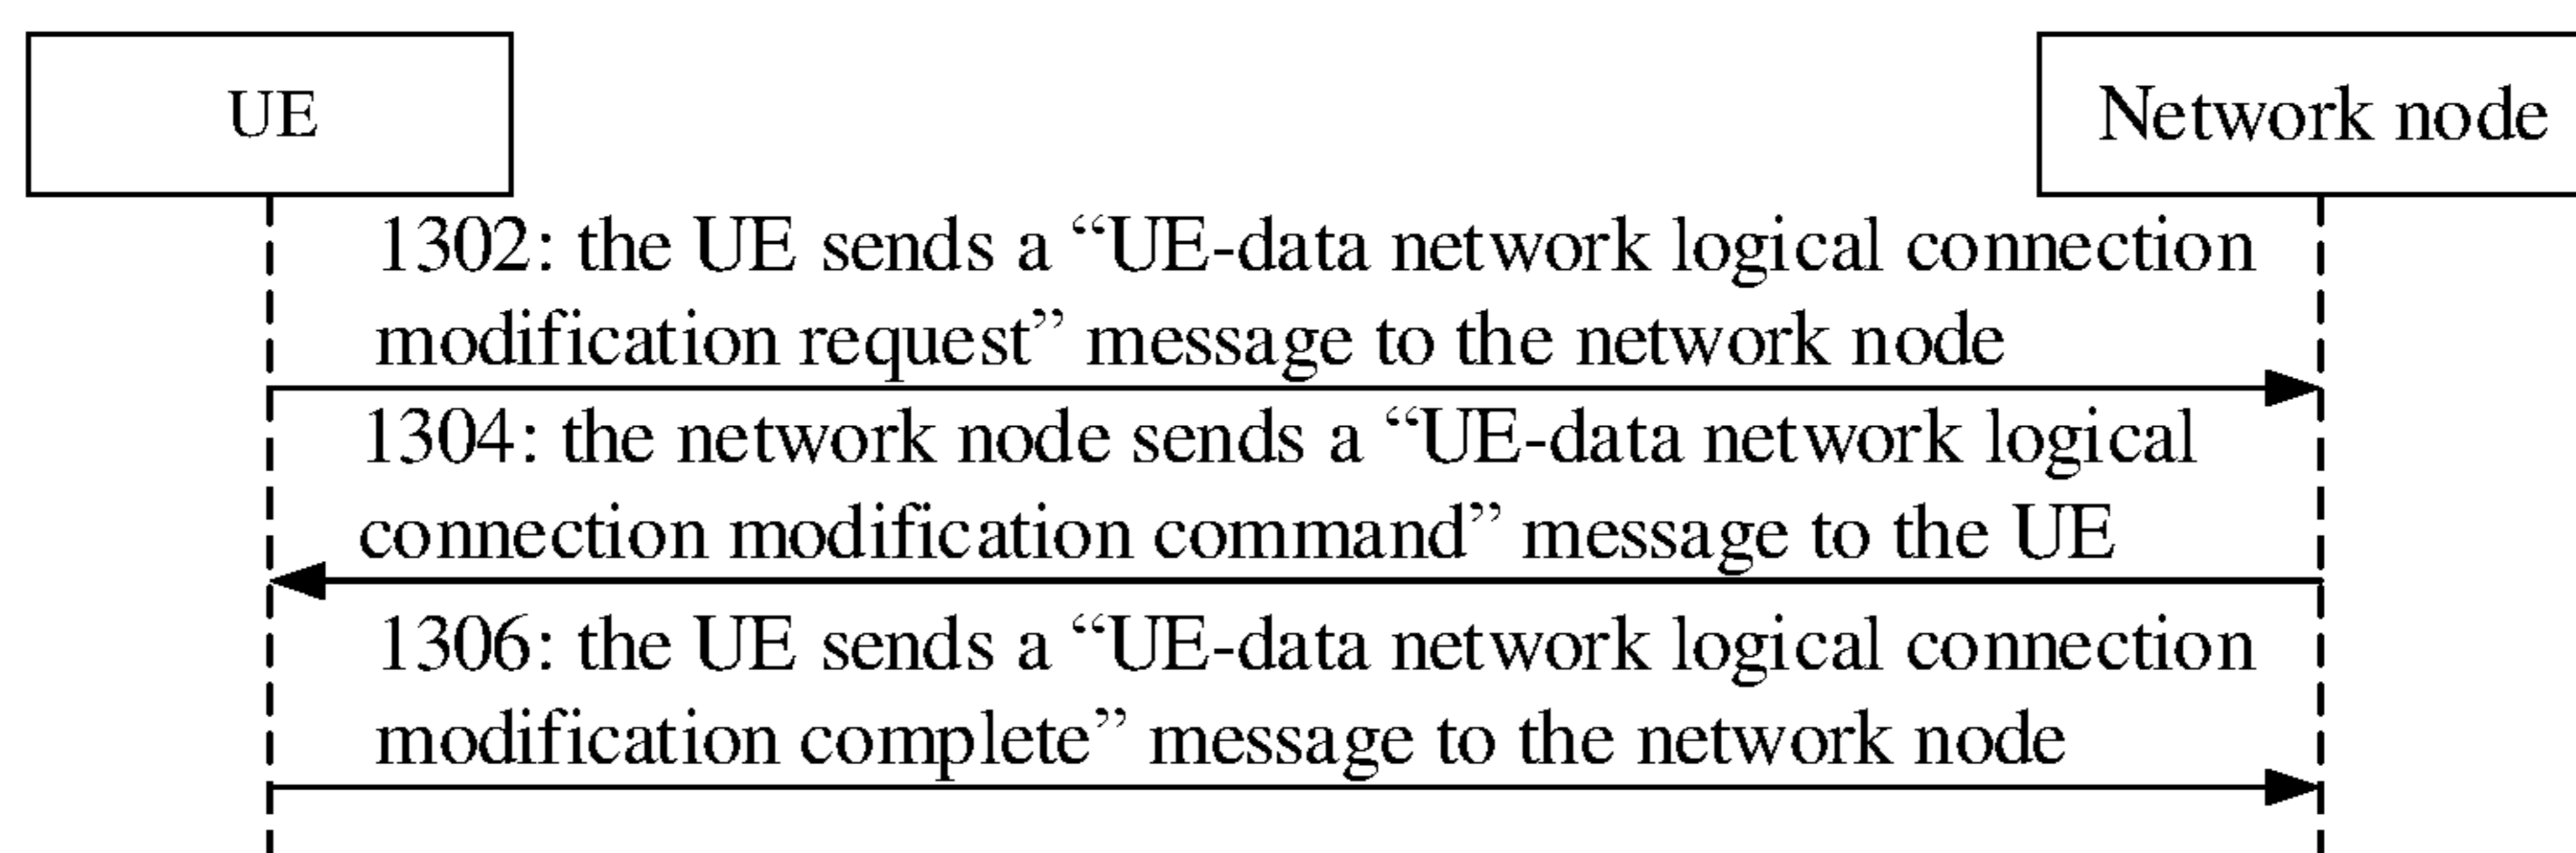 UE
Network node
1302: the UE sends a “UE-data network logical connection
modification request” message to the network node
1304: the network node sends a “UE-data network logical
connection modification command” message to the UE
1306: the UE sends a “UE-data network logical connection
modification complete” message to the network node